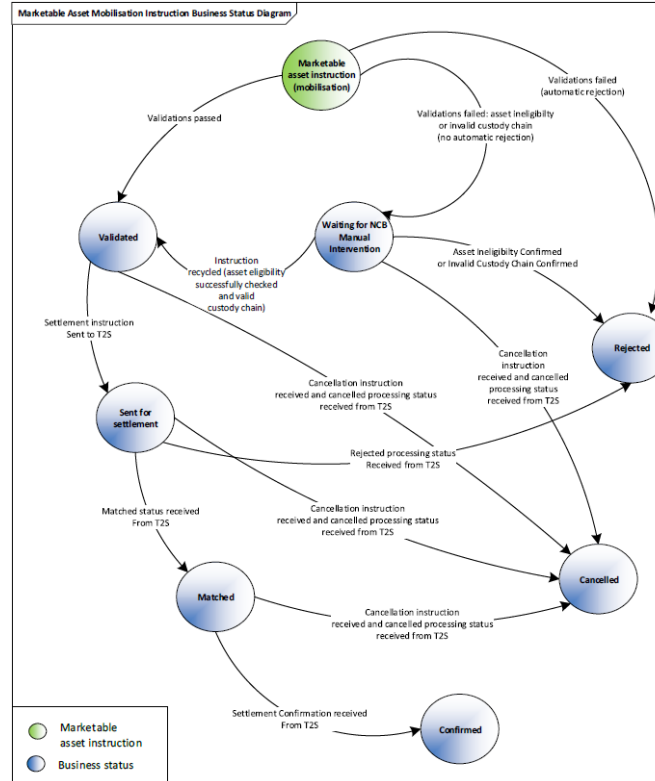 Marketable Asset Mobilisation Instruction Business Status Diagram
Marketable
asset instruction
(mobilisation)
Validations failed
(automatic rejection)
Validations passed
Validations failed: asset ineligibilty
or invalid custody chain
(no automatic rejection)
Validated
Waiting for NCB
Manual
Intervention
Instruction
recycled (asset eligibility
successfully checked
and valid
custody chain)
Asset Ineligibilty Confirmed
or Invalid Custody Chain Confirmed
Settlement instruction
Sent to T2S
Rejected
Cancellation
instruction
received and cancelled
processing status
received from T2S
Cancellation instruction
received and cancelled processing status
received from T2S
Sent for
settlement
Rejected processing status
Received from T2S
Matched status received
From T2S
Cancellation instruction
received and cancelled processing status
received from T2S
Cancelled
Matched
Cancellation instruction
received and cancelled processing status
received from T2S
Settlement Confirmation received
From T2S
Confirmed
Marketable
asset instruction
Business status